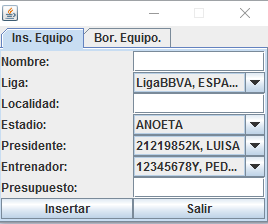 Ins. Equipo Bor. Equipo.
Nombre:
Liga: LigaBBVA, ESPA...
Localidad:
Estadio: ANOETA
Presidente: 21219852K, LUISA
Entrenador: 12345678Y, PED...
Presupuesto:
Insertar Salir